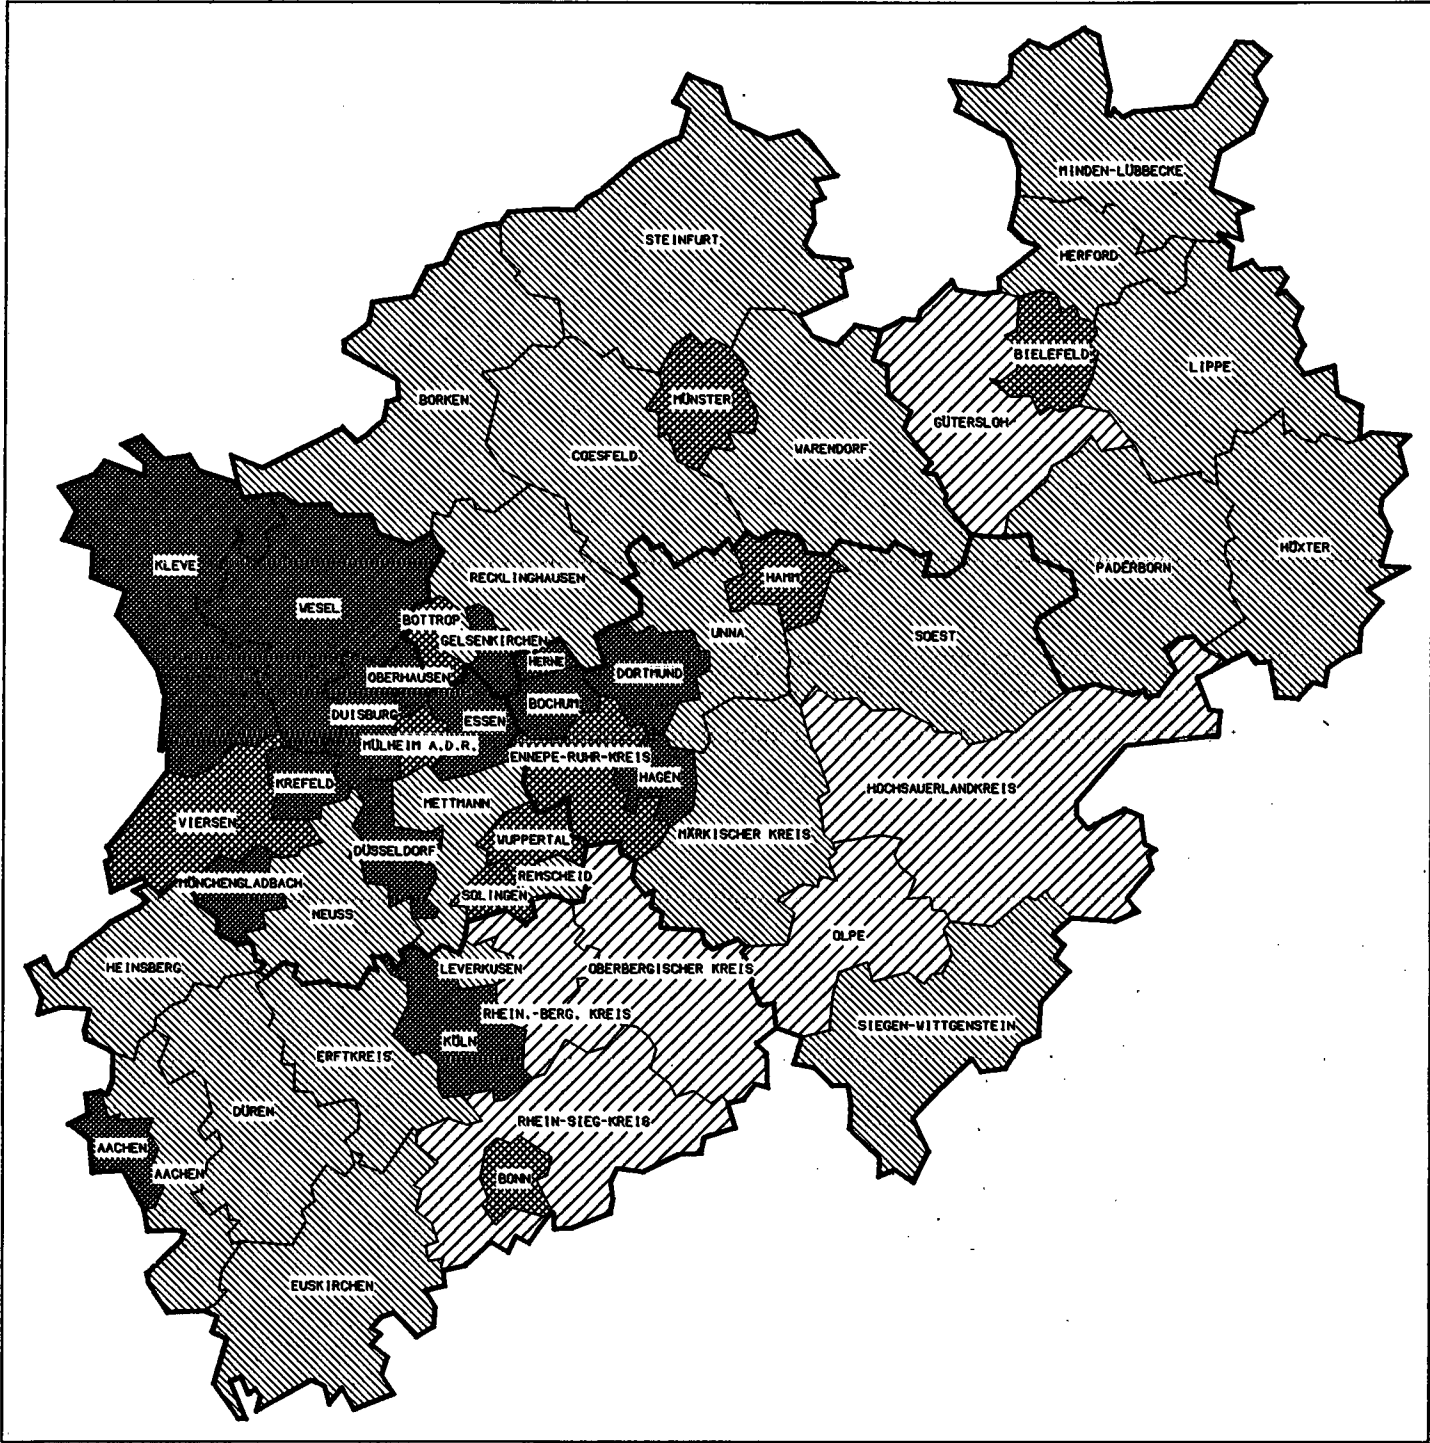 MINDEN-LÜBBECKE
STEINFURT
HERFORD
BIELEFELD
LIPPE
BORKEN
MÜNSTER
GÜTERSLOH
COESFELD
WARENDORF
HÖXTER
KLEVE
RECKLINGHAUSEN
HAMM
PADERBORN
WESEL
BOTTROP
GELSENKIRCHEN
UNNA
SOEST
HERNE
OBERHAUSEN
DORTMUND
BOCHUM
DUISBURG
ESSEN
MÜLHEIM A.D.R.
ENNEPE-RUHR-KREIS
HAGEN
KREFELD
HOCHSAUERLANDKREIS
METTMANN
VIERSEN
MÄRKISCHER KREIS
WUPPERTAL
DÜSSELDORF
REMSCHEID
MÖNCHENGLADBACH
SOLINGEN
NEUSS
OLPE
HEINSBERG
LEVERKUSEN
OBERBERGISCHER KREIS
RHEIN.-BERG. KREIS
SIEGEN-WITTGENSTEIN
KÖLN
ERFTKREIS
DÜREN
RHEIN-SIEG-KREIS
AACHEN
AACHEN
BONN
EUSKIRCHEN